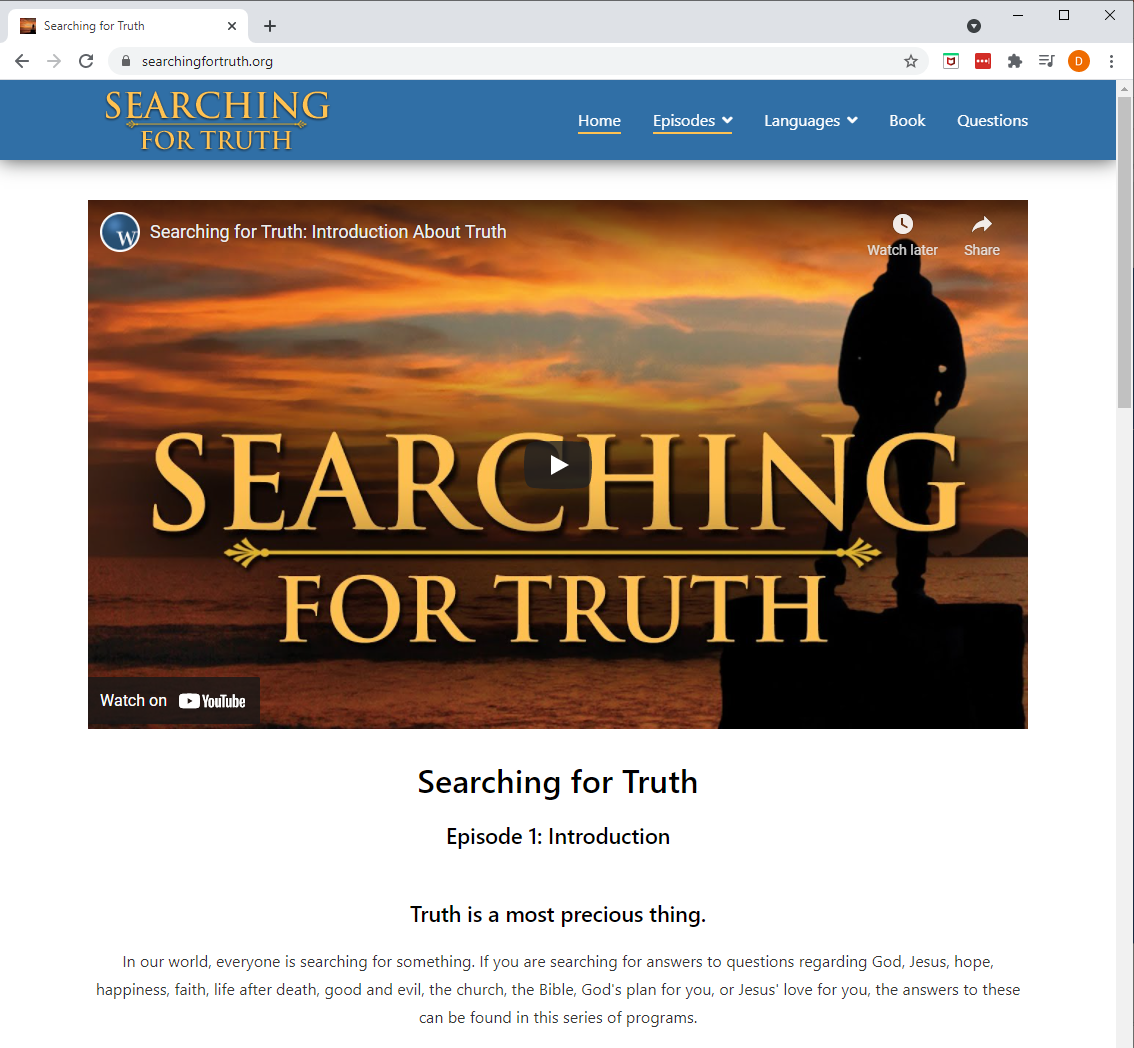 Searching for Truth
searchingfortruth.org
D
SEARCHING
FOR TRUTH
Home Episodes Languages Book Questions
W
Searching for Truth: Introduction About Truth
Watch later
Share
SEARCHING
FOR TRUTH
Watch on YouTube
Searching for Truth
Episode 1: Introduction
Truth is a most precious thing.
In our world, everyone is searching for something. If you are searching for answers to questions regarding God, Jesus, hope,
happiness, faith, life after death, good and evil, the church, the Bible, God's plan for you, or Jesus' love for you, the answers to these
can be found in this series of programs.